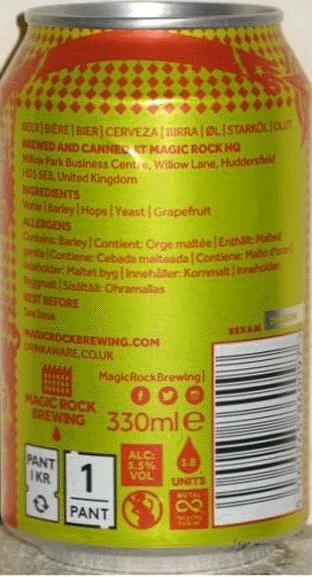 BEER | BIÈRE | BIER | CERVEZA | BIRRA | ØL | STARKÖL | OLUT
BREWED AND CANNED AT MAGIC ROCK HQ
Willow Park Business Centre, Willow Lane, Huddersfield
HD1 5EB, United Kingdom
INGREDIENTS
Water | Barley | Hops | Yeast | Grapefruit
ALLERGENS
Contains: Barley | Contient: Orge maltée | Enthält: Malted
gerste | Contiene: Cebada malteada | Contiene: Malto d'orzo |
Indeholder: Maltet byg | Innehåller: Kornmalt | Inneholder:
Byggmalt | Sisältää: Ohramallas
BEST BEFORE
See base
REXAM
MAGICROCKBREWING.COM
DRINKAWARE.CO.UK
MagicRockBrewing |
MAGIC ROCK
BREWING
330ml e
PANT
1 KR
1
PANT
ALC:
5.5%
VOL
1.8
UNITS
METAL